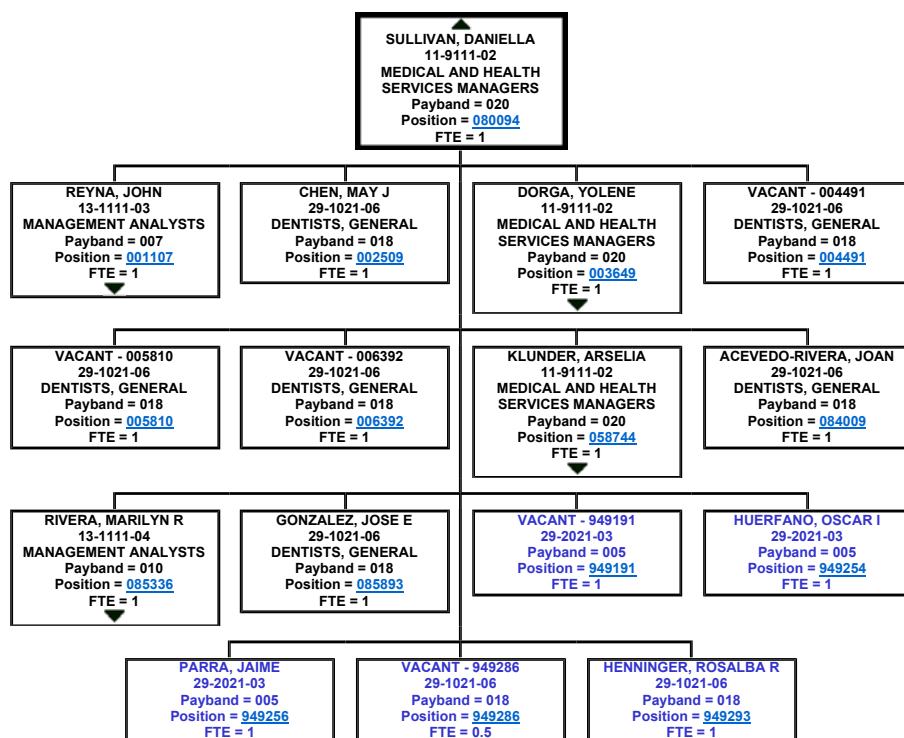 SULLIVAN, DANIELLA
11-9111-02
MEDICAL AND HEALTH
SERVICES MANAGERS
Payband = 020
Position = 080094
FTE = 1
REYNA, JOHN
13-1111-03
MANAGEMENT ANALYSTS
Payband = 007
Position = 001107
FTE = 1
CHEN, MAY J
29-1021-06
DENTISTS, GENERAL
Payband = 018
Position = 002509
FTE = 1
DORGA, YOLENE
11-9111-02
MEDICAL AND HEALTH
SERVICES MANAGERS
Payband = 020
Position = 003649
FTE = 1
VACANT - 004491
29-1021-06
DENTISTS, GENERAL
Payband = 018
Position = 004491
FTE = 1
VACANT - 005810
29-1021-06
DENTISTS, GENERAL
Payband = 018
Position = 005810
FTE = 1
VACANT - 006392
29-1021-06
DENTISTS, GENERAL
Payband = 018
Position = 006392
FTE = 1
KLUNDER, ARSELIA
11-9111-02
MEDICAL AND HEALTH
SERVICES MANAGERS
Payband = 020
Position = 058744
FTE = 1
ACEVEDO-RIVERA, JOAN
29-1021-06
DENTISTS, GENERAL
Payband = 018
Position = 084009
FTE = 1
RIVERA, MARILYN R
13-1111-04
MANAGEMENT ANALYSTS
Payband = 010
Position = 085336
FTE = 1
GONZALEZ, JOSE E
29-1021-06
DENTISTS, GENERAL
Payband = 018
Position = 085893
FTE = 1
VACANT - 949191
29-2021-03
Payband = 005
Position = 949191
FTE = 1
HUERFANO, OSCAR I
29-2021-03
Payband = 005
Position = 949254
FTE = 1
PARRA, JAIME
29-2021-03
Payband = 005
Position = 949256
FTE = 1
VACANT - 949286
29-1021-06
Payband = 018
Position = 949286
FTE = 0.5
HENNINGER, ROSALBA R
29-1021-06
Payband = 018
Position = 949293
FTE = 1